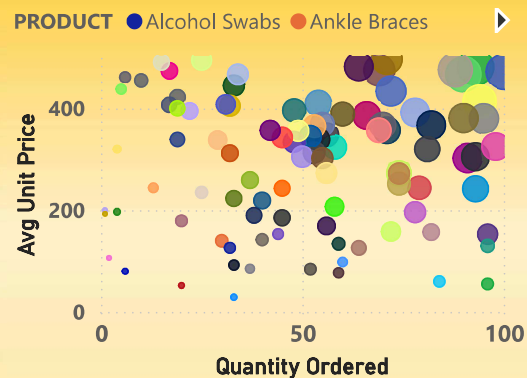 PRODUCT Alcohol Swabs Ankle Braces
400
200
0
Avg Unit Price
0 50 100
Quantity Ordered